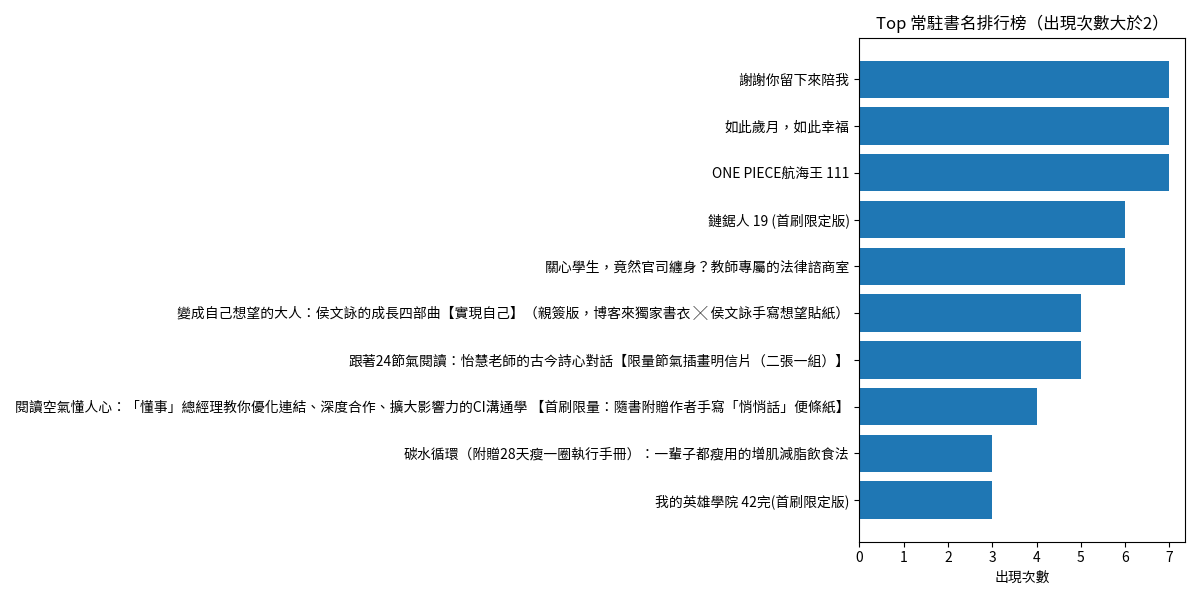 Top 常駐書名排行榜（出現次數大於2）
謝謝你留下來陪我
如此歲月，如此幸福
ONE PIECE航海王 111
鏈鋸人 19 (首刷限定版)
關心學生，竟然官司纏身？教師專屬的法律諮商室
變成自己想望的大人：侯文詠的成長四部曲【實現自己】（親簽版，博客來獨家書衣╳侯文詠手寫想望貼紙）
跟著24節氣閱讀：怡慧老師的古今詩心對話【限量節氣插畫明信片（二張一組）】
閱讀空氣懂人心：「懂事」總經理教你優化連結、深度合作、擴大影響力的CI溝通學 【首刷限量：隨書附贈作者手寫「悄悄話」便條紙】
碳水循環（附贈28天瘦一圈執行手冊）：一輩子都瘦用的增肌減脂飲食法
我的英雄學院 42完(首刷限定版)
0 1 2 3 4 5 6 7
出現次數